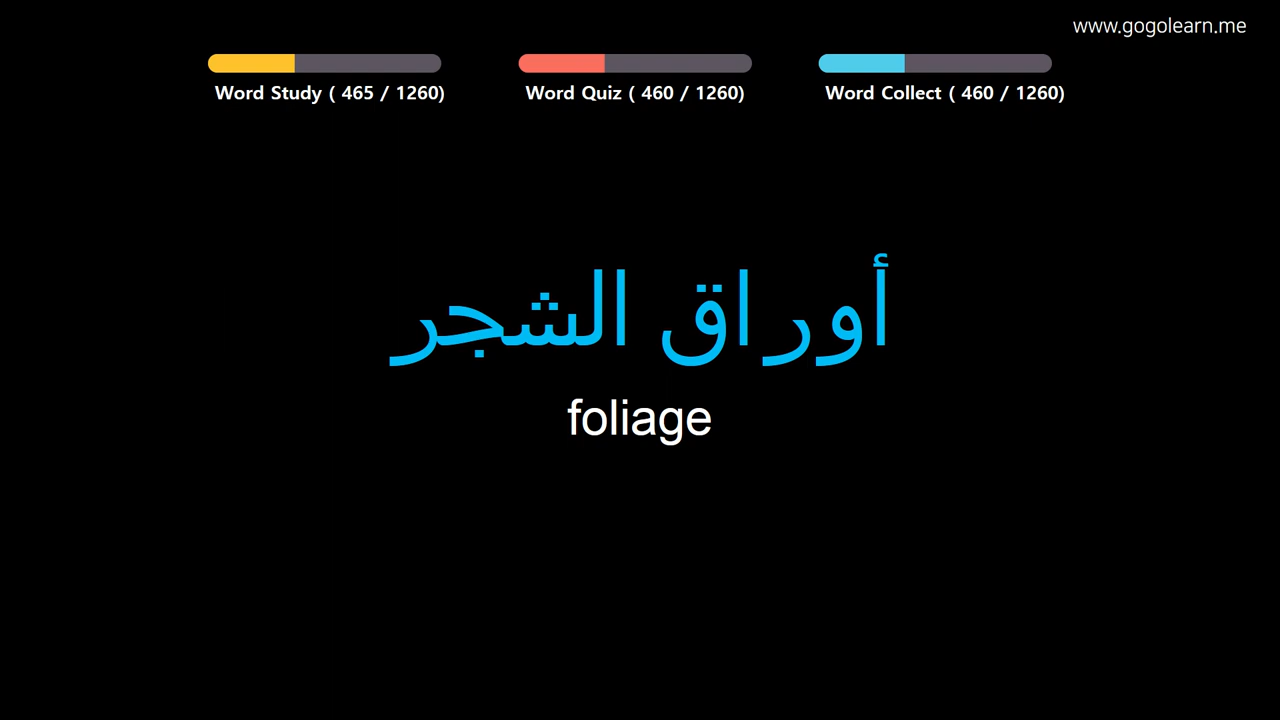 www.gogolearn.me
Word Study ( 465 / 1260)
Word Quiz ( 460 / 1260)
Word Collect ( 460 / 1260)
أوراق الشجر
foliage